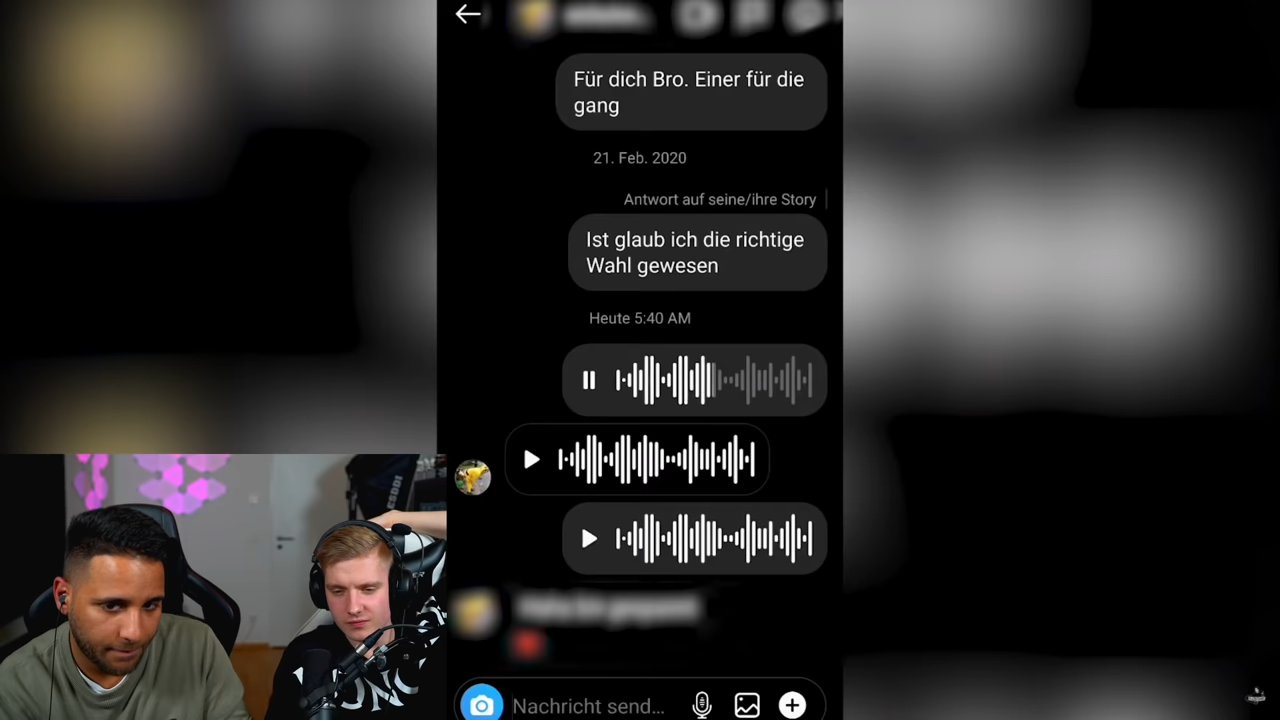 Für dich Bro. Einer für die
gang
21. Feb. 2020
Antwort auf seine/ihre Story
Ist glaub ich die richtige
Wahl gewesen
Heute 5:40 AM
Nachricht send...